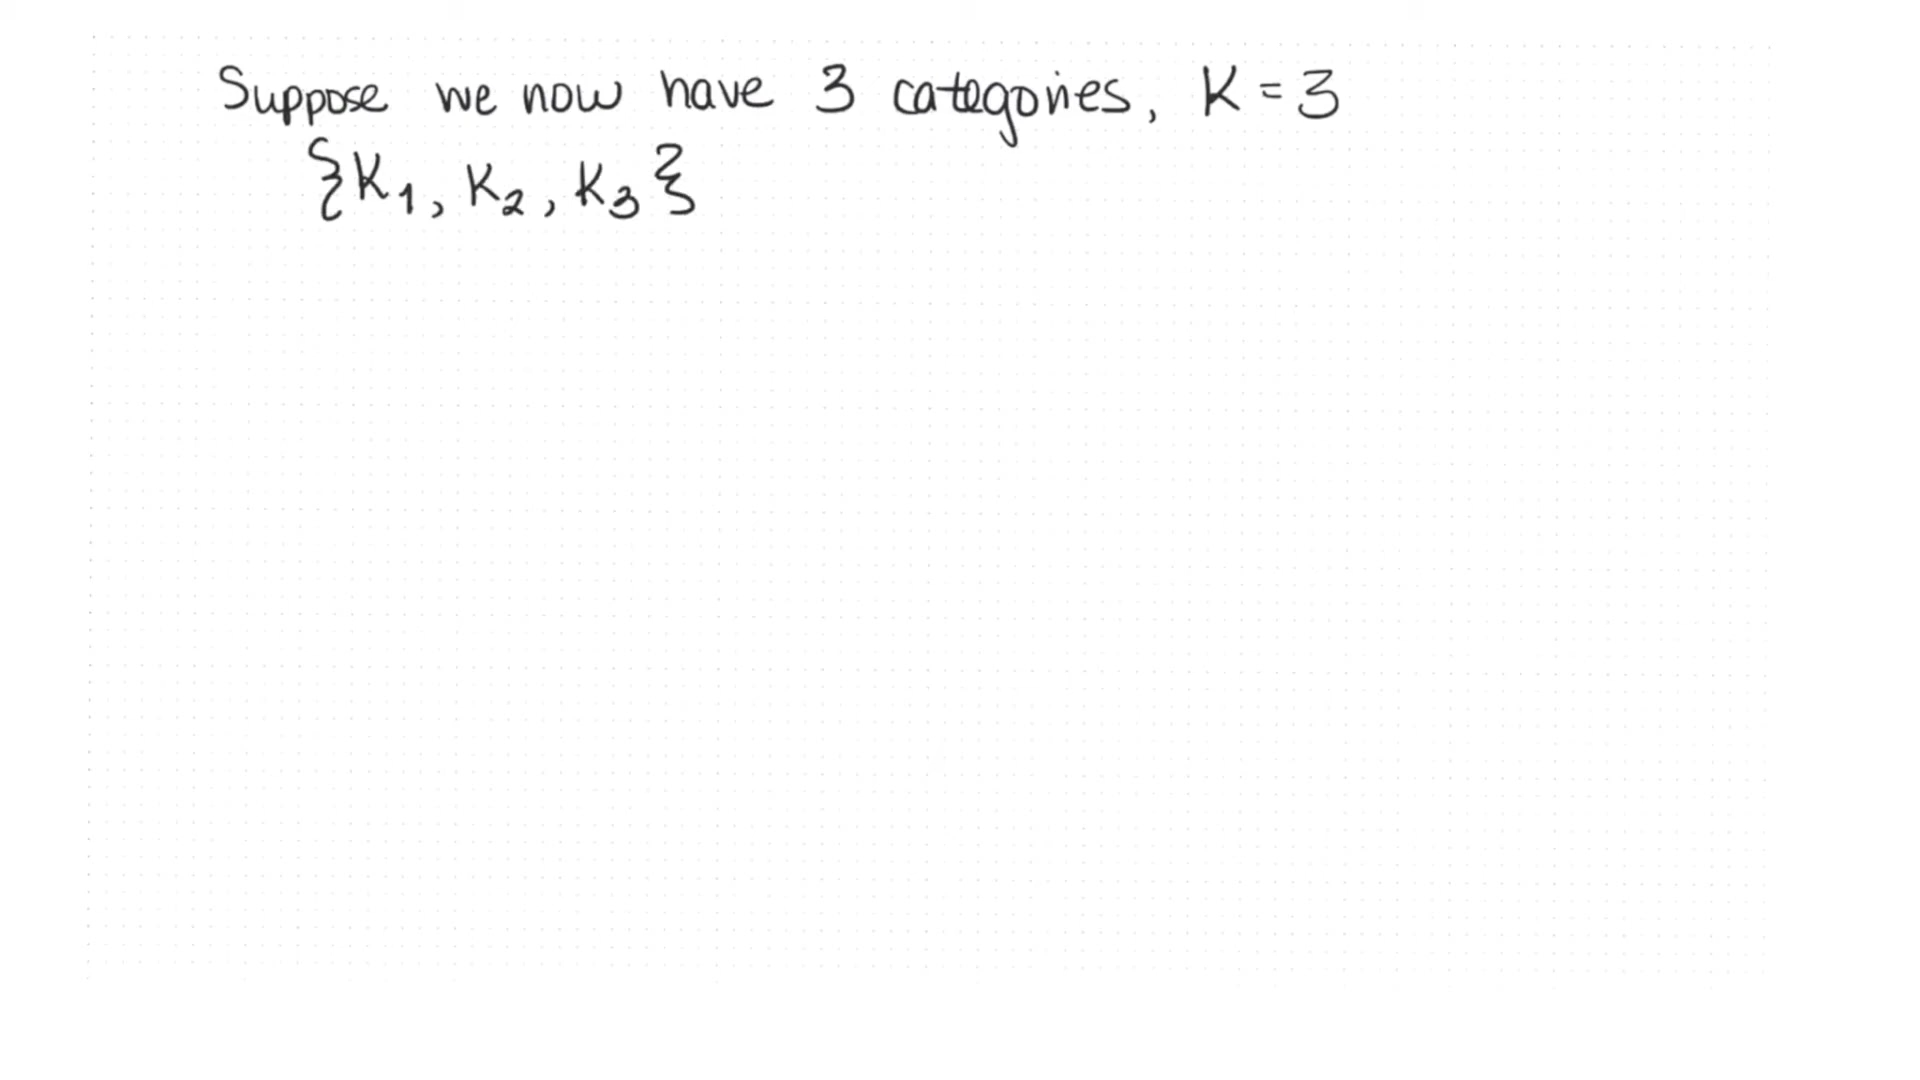 Suppose we now have 3 categories, K = 3
{K₁, K₂, K₃}